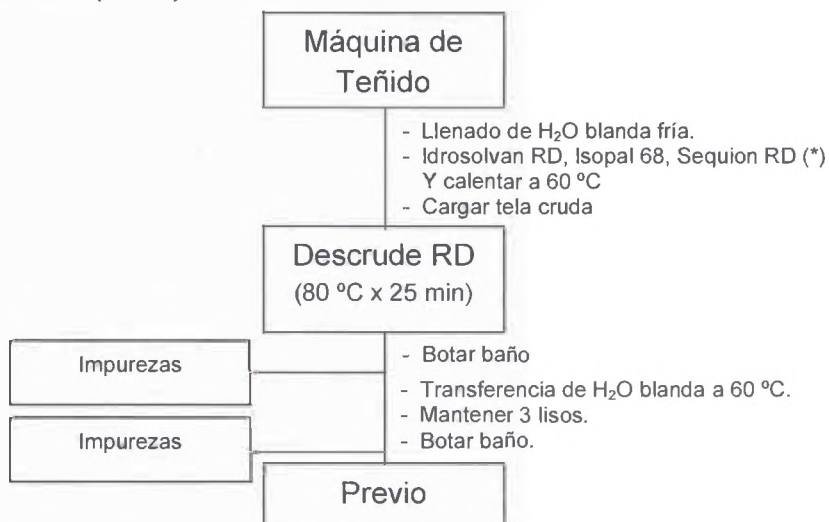 Máquina de
Teñido
- Llenado de H₂O blanda fría.
- Idrosolvan RD, Isopal 68, Sequion RD (*)
Y calentar a 60 ºC
- Cargar tela cruda
Descrude RD
(80 ºC x 25 min)
- Botar baño
Impurezas
- Transferencia de H₂O blanda a 60 ºC.
- Mantener 3 lisos.
Impurezas
- Botar baño.
Previo